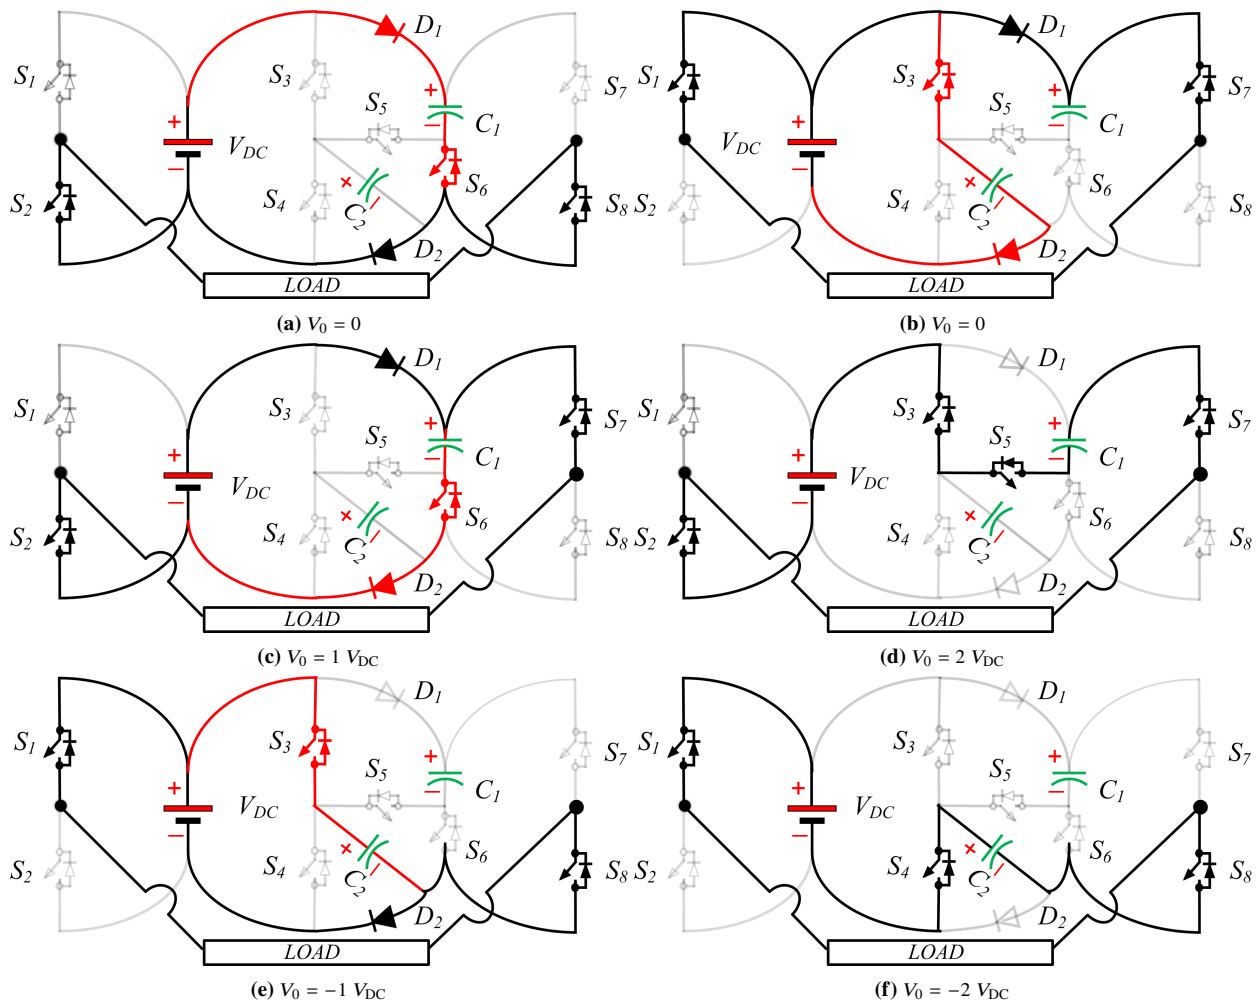 D1
D1
S1
S3
S7
S1
S3
S7
+
S5
+
S5
+
C1
+
C1
VDC
VDC
−
−
−
−
S2
S4
+
C2
−
S6
S8
S2
S4
+
C2
−
S6
S8
D2
D2
LOAD
LOAD
(a) V0 = 0
(b) V0 = 0
D1
D1
S1
S3
S7
S1
S3
S7
+
S5
+
S5
+
C1
+
C1
VDC
VDC
−
−
−
−
S2
S4
+
C2
−
S6
S8
S2
S4
+
C2
−
S6
S8
D2
D2
LOAD
LOAD
(c) V0 = 1 VDC
(d) V0 = 2 VDC
D1
D1
S1
S3
S7
S1
S3
S7
+
S5
+
S5
+
C1
+
C1
VDC
VDC
−
−
−
−
S2
S4
+
C2
−
S6
S8
S2
S4
+
C2
−
S6
S8
D2
D2
LOAD
LOAD
(e) V0 = −1 VDC
(f) V0 = −2 VDC